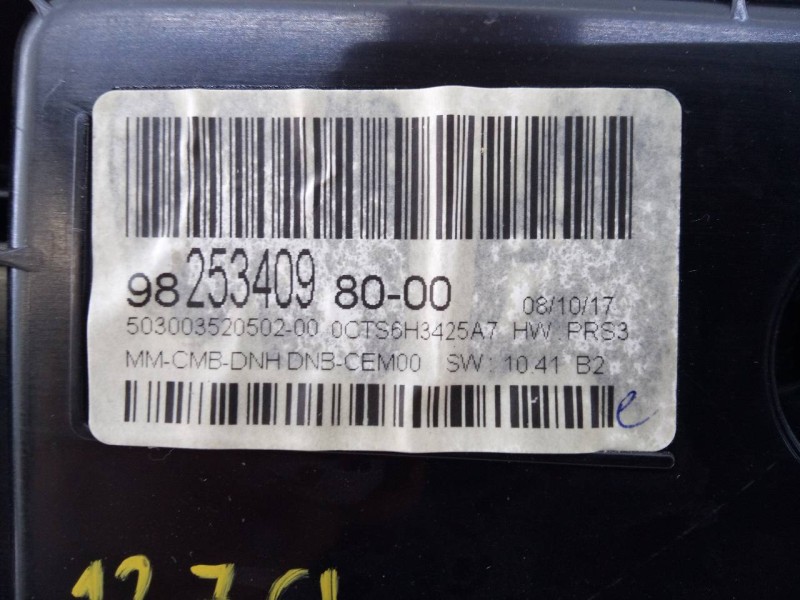 98 253409 80-00 08/10/17
503003520502-00 0CTS6H3425A7 HW : PRS3
MM-CMB-DNH DNB-CEM00 SW : 10.41 B2
e